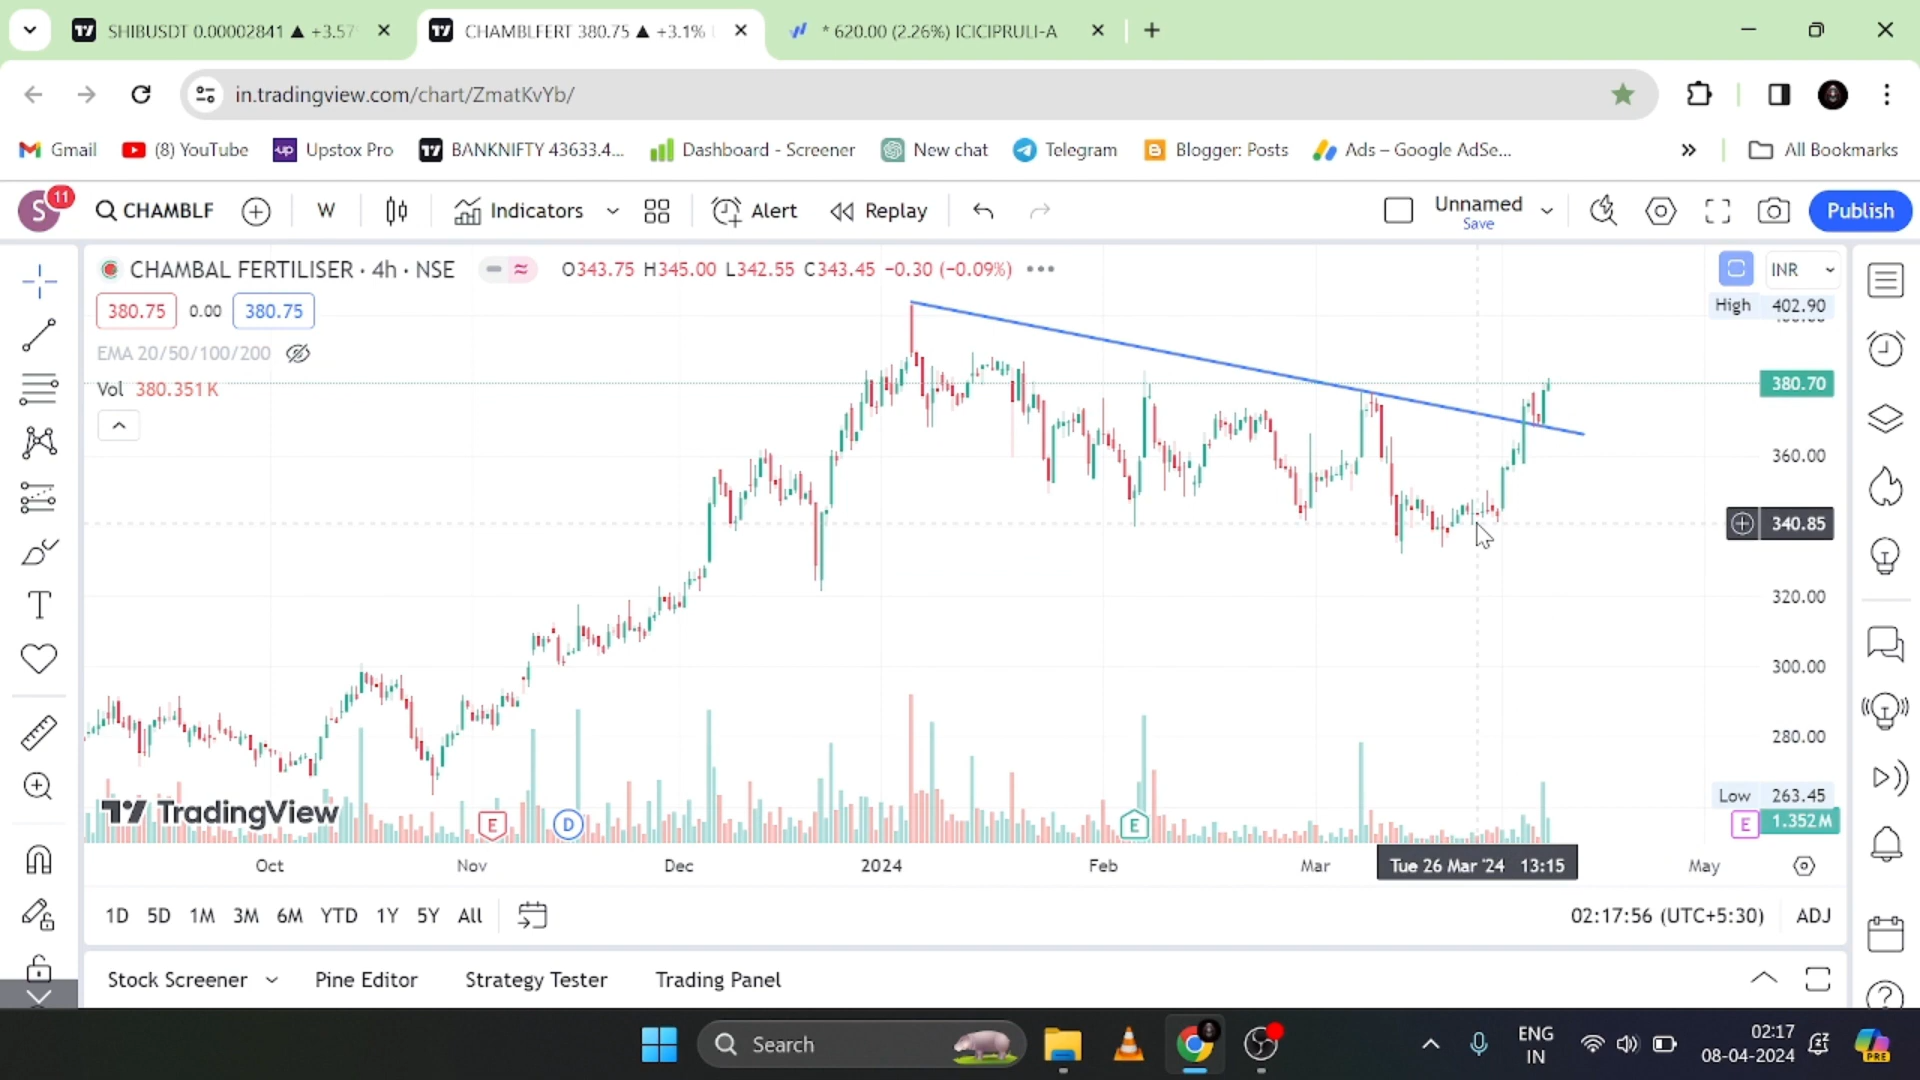 SHIBUSDT 0.00002841 ▲ +3.57
CHAMBLFERT 380.75 ▲ +3.1%
* 620.00 (2.26%) ICICIPRULI-A
in.tradingview.com/chart/ZmatKvYb/
Gmail
(8) YouTube
up
Upstox Pro
BANKNIFTY 43633.4...
Dashboard - Screener
New chat
Telegram
Blogger: Posts
Ads – Google AdSe...
»
All Bookmarks
S
11
CHAMBLF
W
Indicators
Alert
Replay
Unnamed
Save
Publish
CHAMBAL FERTILISER · 4h · NSE
O343.75 H345.00 L342.55 C343.45 −0.30 (−0.09%)
INR
380.75
0.00
380.75
High 402.90
EMA 20/50/100/200
Vol 380.351K
380.70
360.00
340.85
320.00
300.00
280.00
Low 263.45
E 1.352M
TradingView
E
D
E
Oct
Nov
Dec
2024
Feb
Mar
Tue 26 Mar '24 13:15
May
1D
5D
1M
3M
6M
YTD
1Y
5Y
All
02:17:56 (UTC+5:30)
ADJ
Stock Screener
Pine Editor
Strategy Tester
Trading Panel
Search
ENG
IN
02:17
08-04-2024
PRE